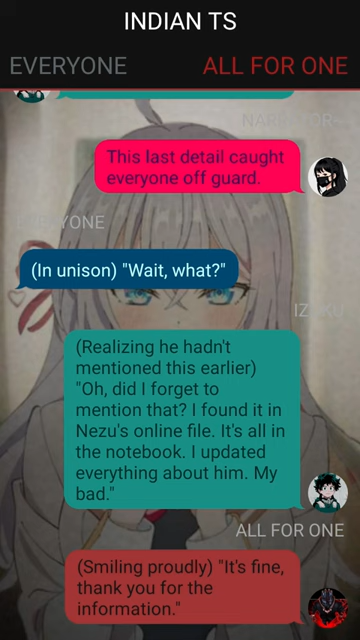 INDIAN TS
EVERYONE
ALL FOR ONE
NARRATOR~
This last detail caught
everyone off guard.
EVERYONE
(In unison) "Wait, what?"
IZUKU
(Realizing he hadn't
mentioned this earlier)
"Oh, did I forget to
mention that? I found it in
Nezu's online file. It's all in
the notebook. I updated
everything about him. My
bad."
ALL FOR ONE
(Smiling proudly) "It's fine,
thank you for the
information."